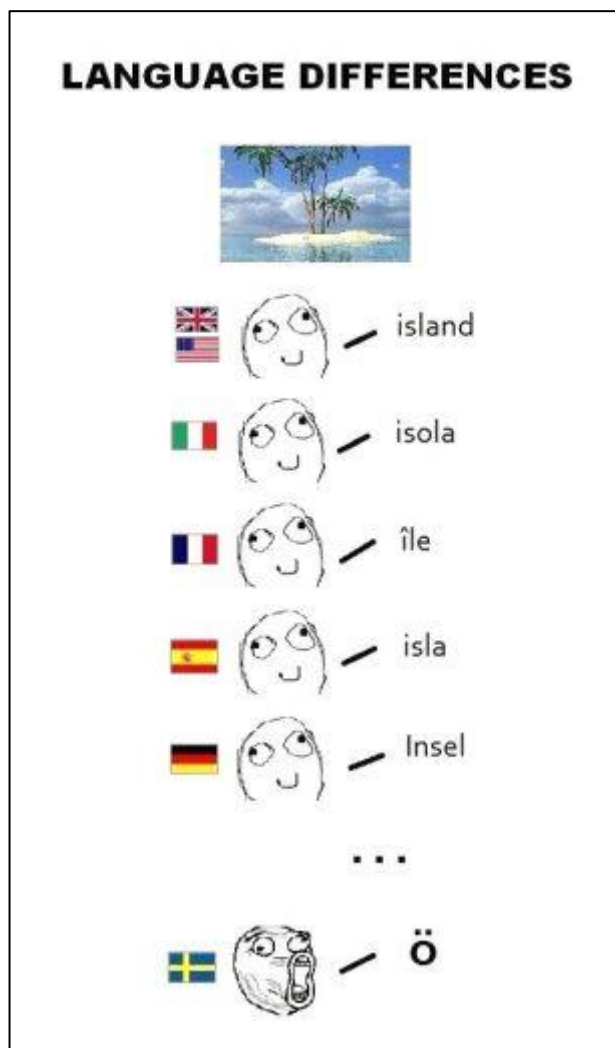 LANGUAGE DIFFERENCES
island
isola
île
isla
Insel
...
ö